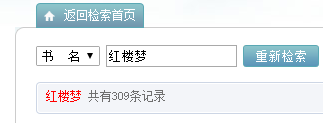 返回检索首页
书 名 ▼ 红楼梦 重新检索
红楼梦 共有309条记录